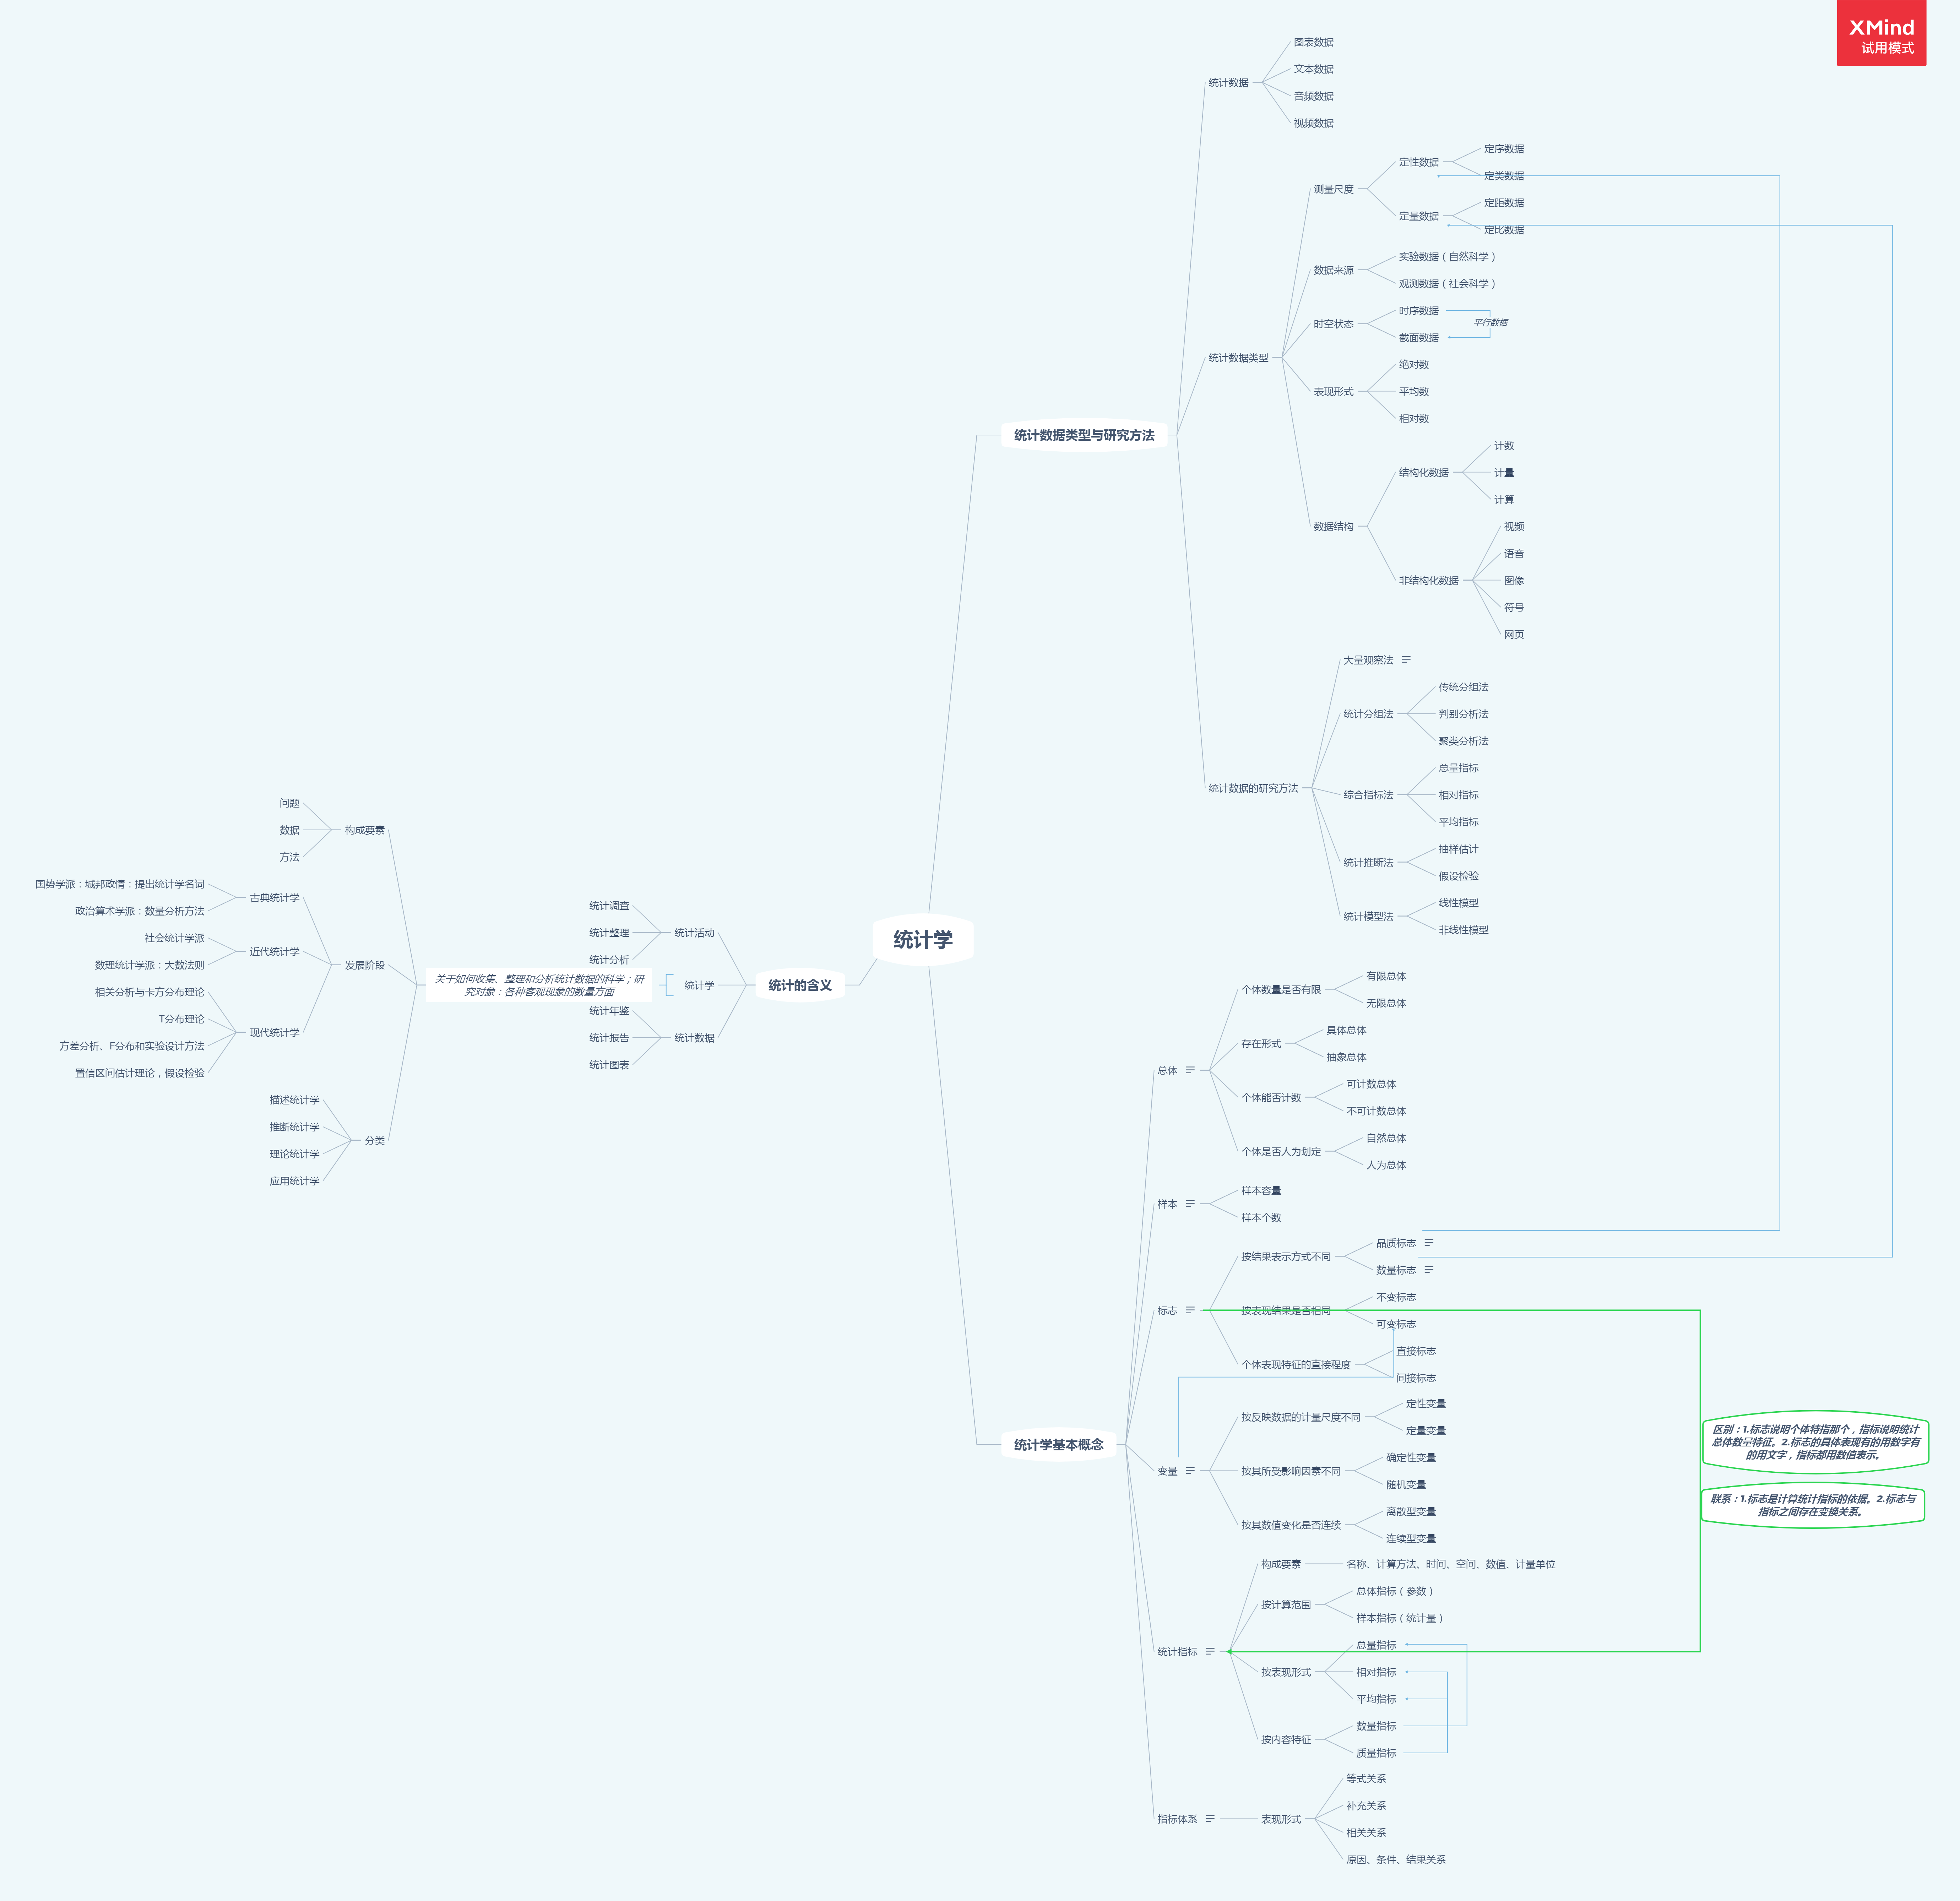 XMind
试用模式
统计学
统计数据类型与研究方法
统计数据
图表数据
文本数据
音频数据
视频数据
统计数据类型
测量尺度
定性数据
定序数据
定类数据
定量数据
定距数据
定比数据
数据来源
实验数据（自然科学）
观测数据（社会科学）
时空状态
时序数据
截面数据
平行数据
表现形式
绝对数
平均数
相对数
数据结构
结构化数据
计数
计量
计算
非结构化数据
视频
语音
图像
符号
网页
统计数据的研究方法
大量观察法
统计分组法
传统分组法
判别分析法
聚类分析法
综合指标法
总量指标
相对指标
平均指标
统计推断法
抽样估计
假设检验
统计模型法
线性模型
非线性模型
统计的含义
统计活动
统计调查
统计整理
统计分析
统计学
关于如何收集、整理和分析统计数据的科学；研
究对象：各种客观现象的数量方面
构成要素
问题
数据
方法
发展阶段
古典统计学
国势学派：城邦政情：提出统计学名词
政治算术学派：数量分析方法
近代统计学
社会统计学派
数理统计学派：大数法则
现代统计学
相关分析与卡方分布理论
T分布理论
方差分析、F分布和实验设计方法
置信区间估计理论，假设检验
分类
描述统计学
推断统计学
理论统计学
应用统计学
统计数据
统计年鉴
统计报告
统计图表
统计学基本概念
总体
个体数量是否有限
有限总体
无限总体
存在形式
具体总体
抽象总体
个体能否计数
可计数总体
不可计数总体
个体是否人为划定
自然总体
人为总体
样本
样本容量
样本个数
标志
按结果表示方式不同
品质标志
数量标志
按表现结果是否相同
不变标志
可变标志
个体表现特征的直接程度
直接标志
间接标志
变量
按反映数据的计量尺度不同
定性变量
定量变量
按其所受影响因素不同
确定性变量
随机变量
按其数值变化是否连续
离散型变量
连续型变量
统计指标
构成要素
名称、计算方法、时间、空间、数值、计量单位
按计算范围
总体指标（参数）
样本指标（统计量）
按表现形式
总量指标
相对指标
平均指标
按内容特征
数量指标
质量指标
指标体系
表现形式
等式关系
补充关系
相关关系
原因、条件、结果关系
区别：1.标志说明个体特指那个，指标说明统计
总体数量特征。2.标志的具体表现有的用数字有
的用文字，指标都用数值表示。
联系：1.标志是计算统计指标的依据。2.标志与
指标之间存在变换关系。